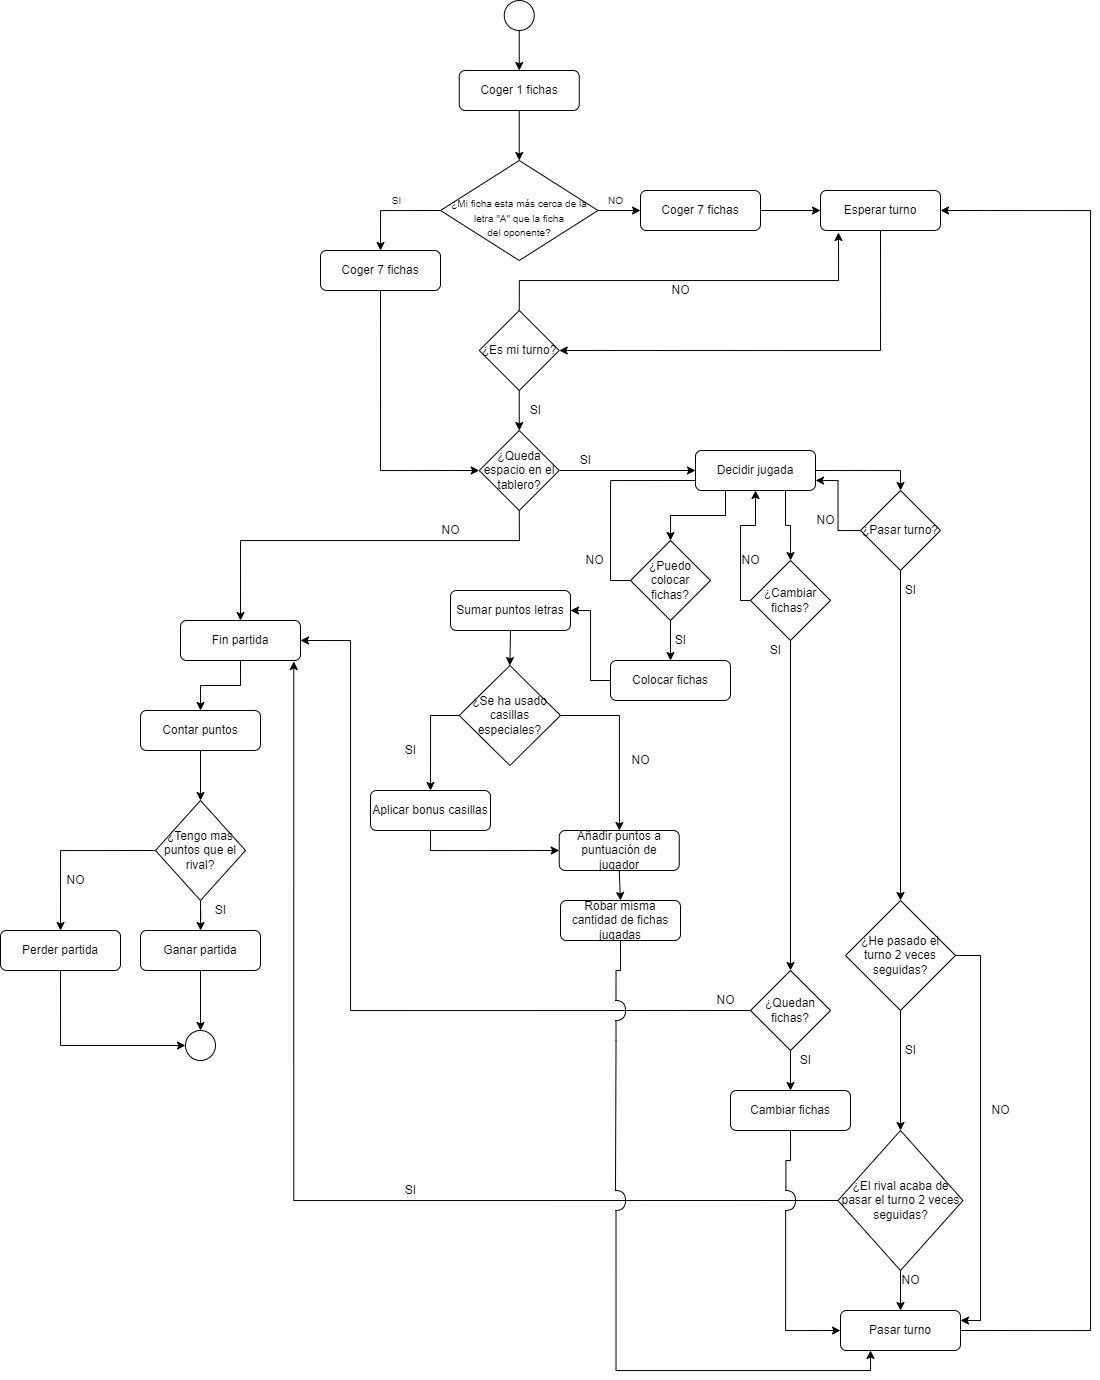 Coger 1 fichas
¿Mi ficha esta más cerca de la
letra "A" que la ficha
del oponente?
SI
NO
Coger 7 fichas
Esperar turno
Coger 7 fichas
NO
¿Es mi turno?
SI
¿Queda
espacio en el
tablero?
SI
NO
Decidir jugada
NO
¿Pasar turno?
SI
NO
¿Puedo
colocar
fichas?
SI
NO
¿Cambiar
fichas?
SI
Sumar puntos letras
Colocar fichas
Fin partida
¿Se ha usado
casillas
especiales?
SI
NO
Contar puntos
Aplicar bonus casillas
Añadir puntos a
puntuación de
jugador
¿Tengo mas
puntos que el
rival?
NO
SI
Robar misma
cantidad de fichas
jugadas
Perder partida
Ganar partida
¿He pasado el
turno 2 veces
seguidas?
NO
¿Quedan
fichas?
SI
SI
NO
Cambiar fichas
SI
¿El rival acaba de
pasar el turno 2 veces
seguidas?
NO
Pasar turno